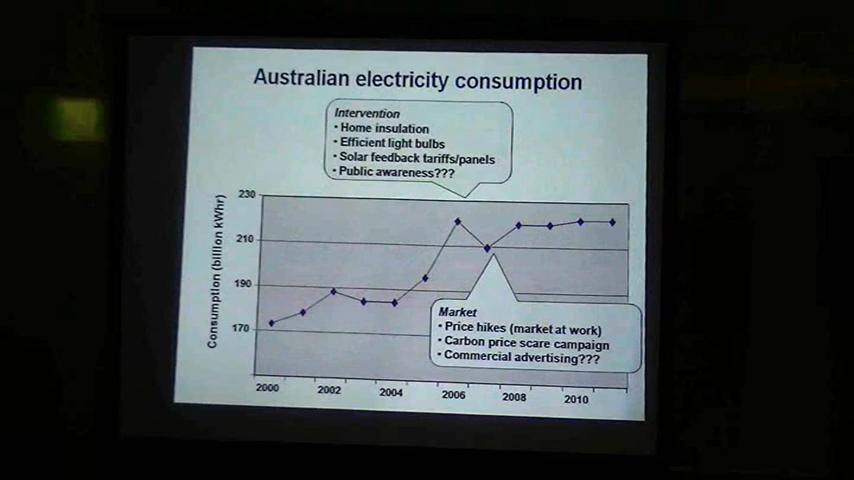 Australian electricity consumption
Intervention
• Home insulation
• Efficient light bulbs
• Solar feedback tariffs/panels
• Public awareness???
Consumption (billion kWhr)
230
210
190
170
Market
• Price hikes (market at work)
• Carbon price scare campaign
• Commercial advertising???
2000 2002 2004 2006 2008 2010